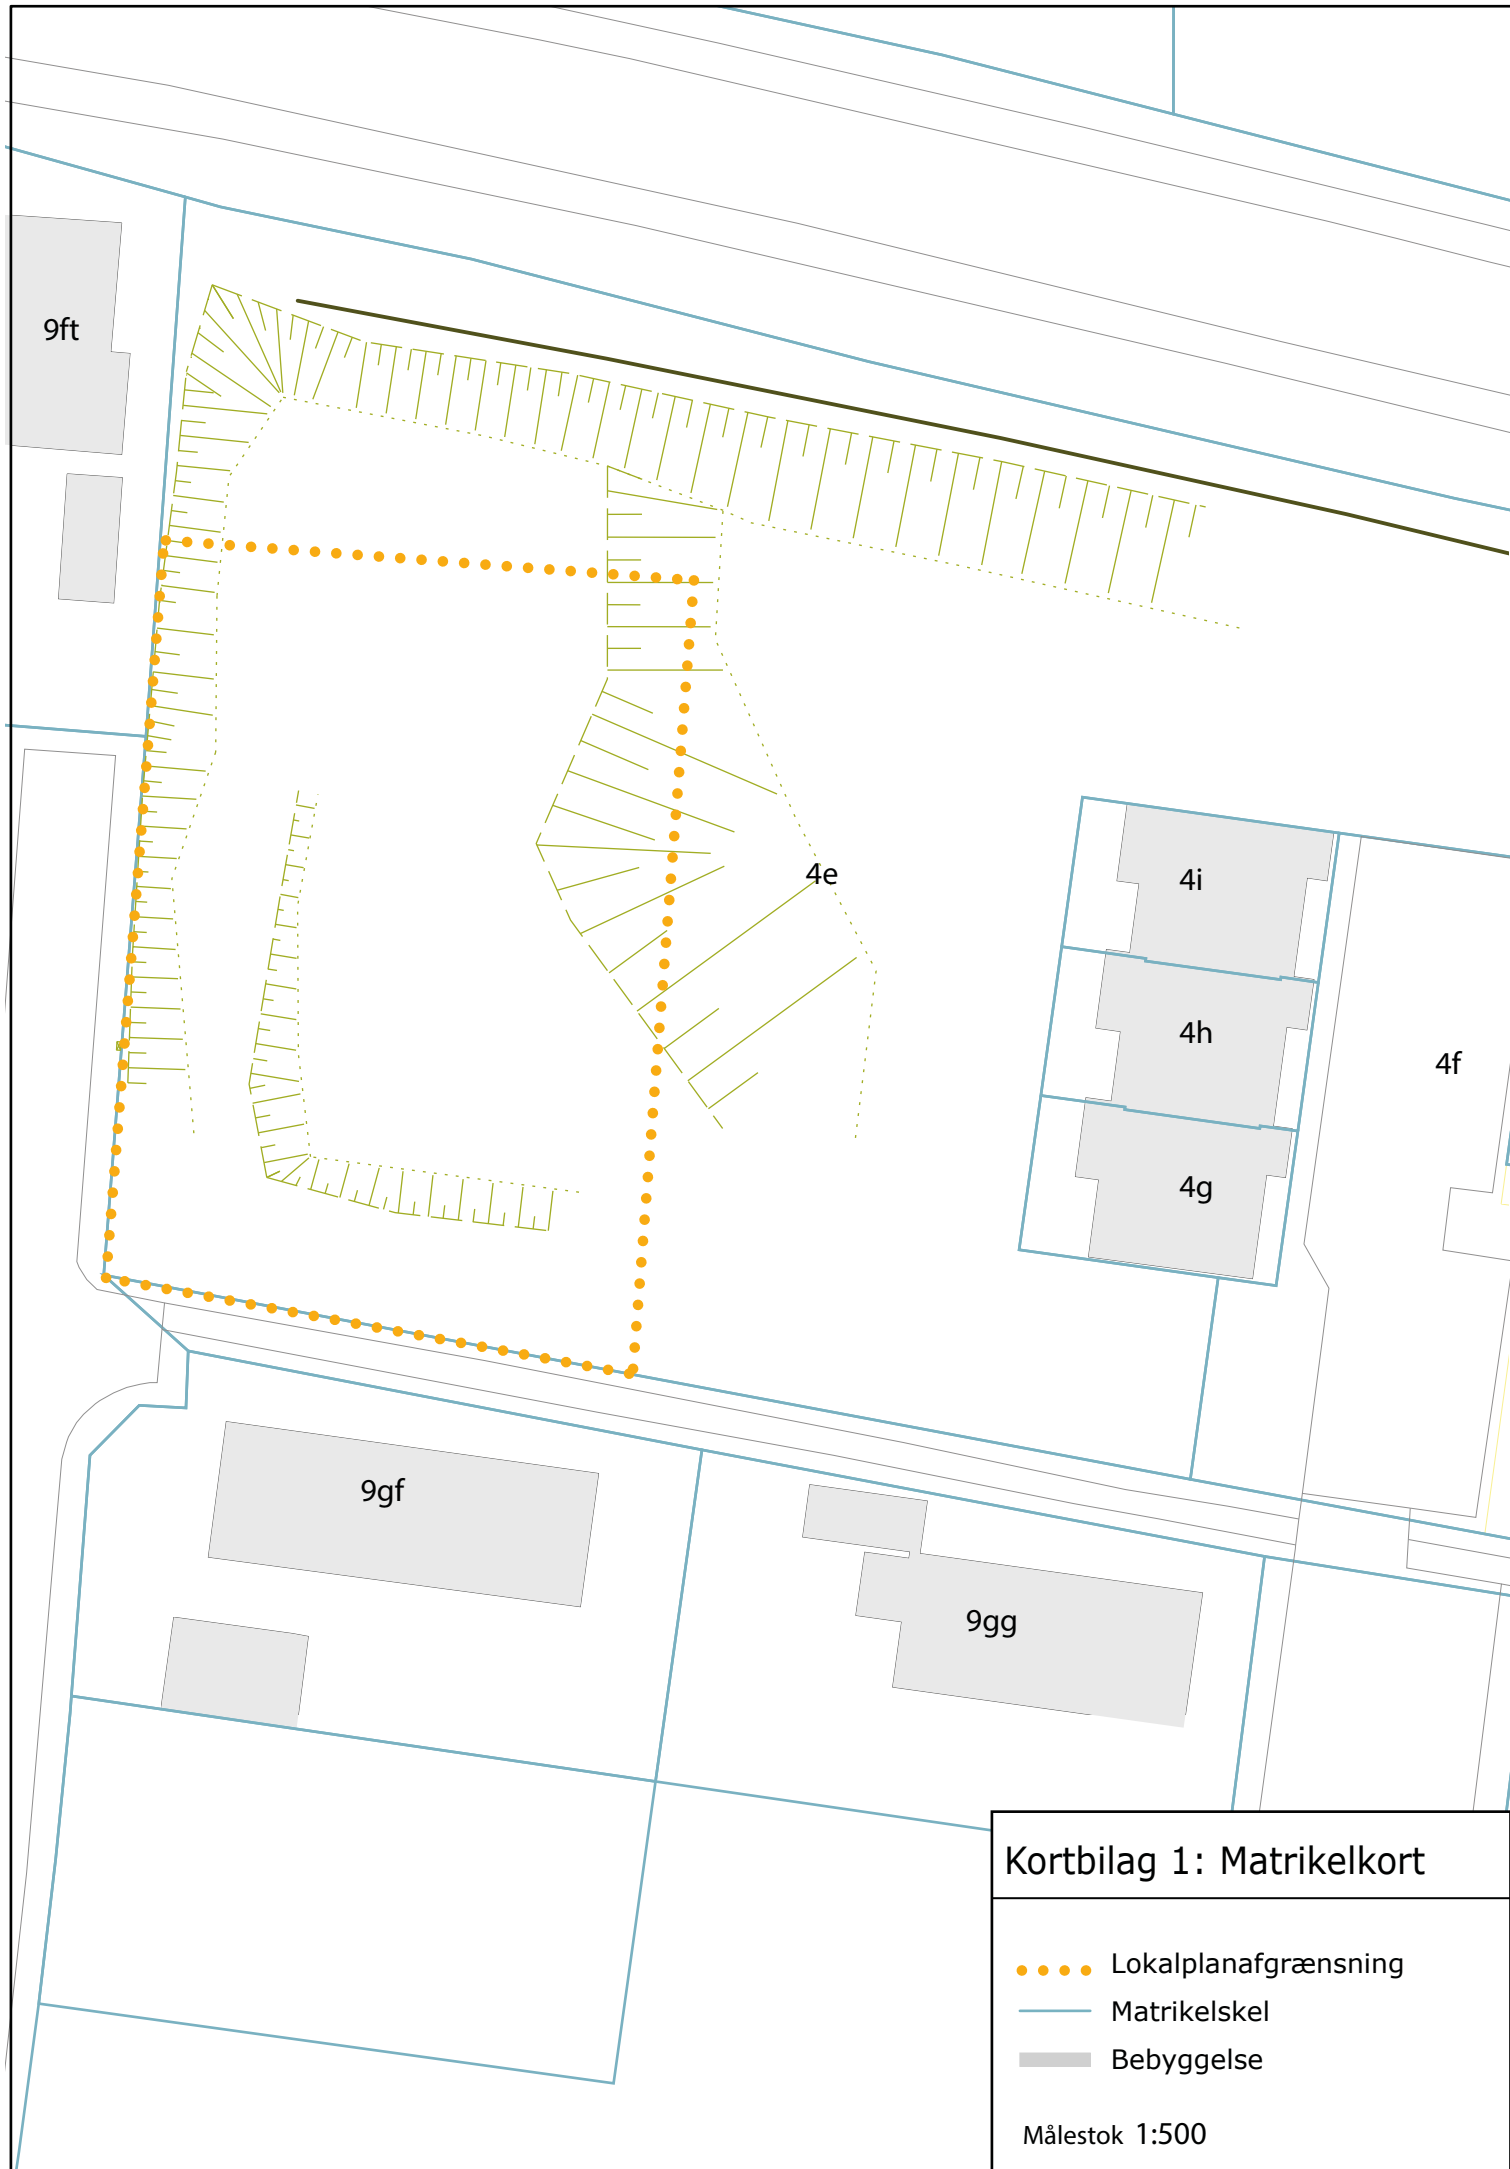 9ft
4e
4i
4h
4f
4g
9gf
9gg
Kortbilag 1: Matrikelkort
Lokalplanafgrænsning
Matrikelskel
Bebyggelse
Målestok 1:500